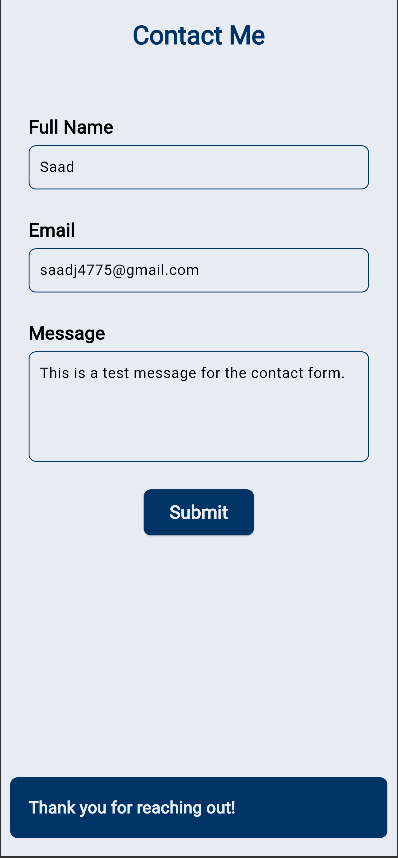 Contact Me
Full Name
Saad
Email
saadj4775@gmail.com
Message
This is a test message for the contact form.
Submit
Thank you for reaching out!